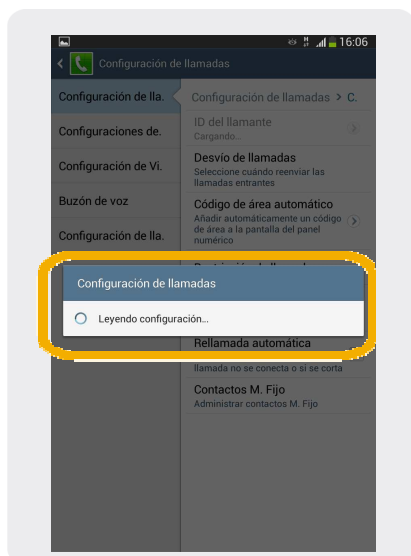 16:06
Configuración de llamadas
Configuración de lla.
Configuraciones de.
Configuración de Vi.
Buzón de voz
Configuración de lla.
Configuración de llamadas > C.
ID del llamante
Cargando...
Desvío de llamadas
Seleccione cuándo reenviar las
llamadas entrantes
Código de área automático
Añadir automáticamente un código
de área a la pantalla del panel
numérico
Configuración de llamadas
Leyendo configuración...
Rellamada automática
llamada no se conecta o si se corta
Contactos M. Fijo
Administrar contactos M. Fijo